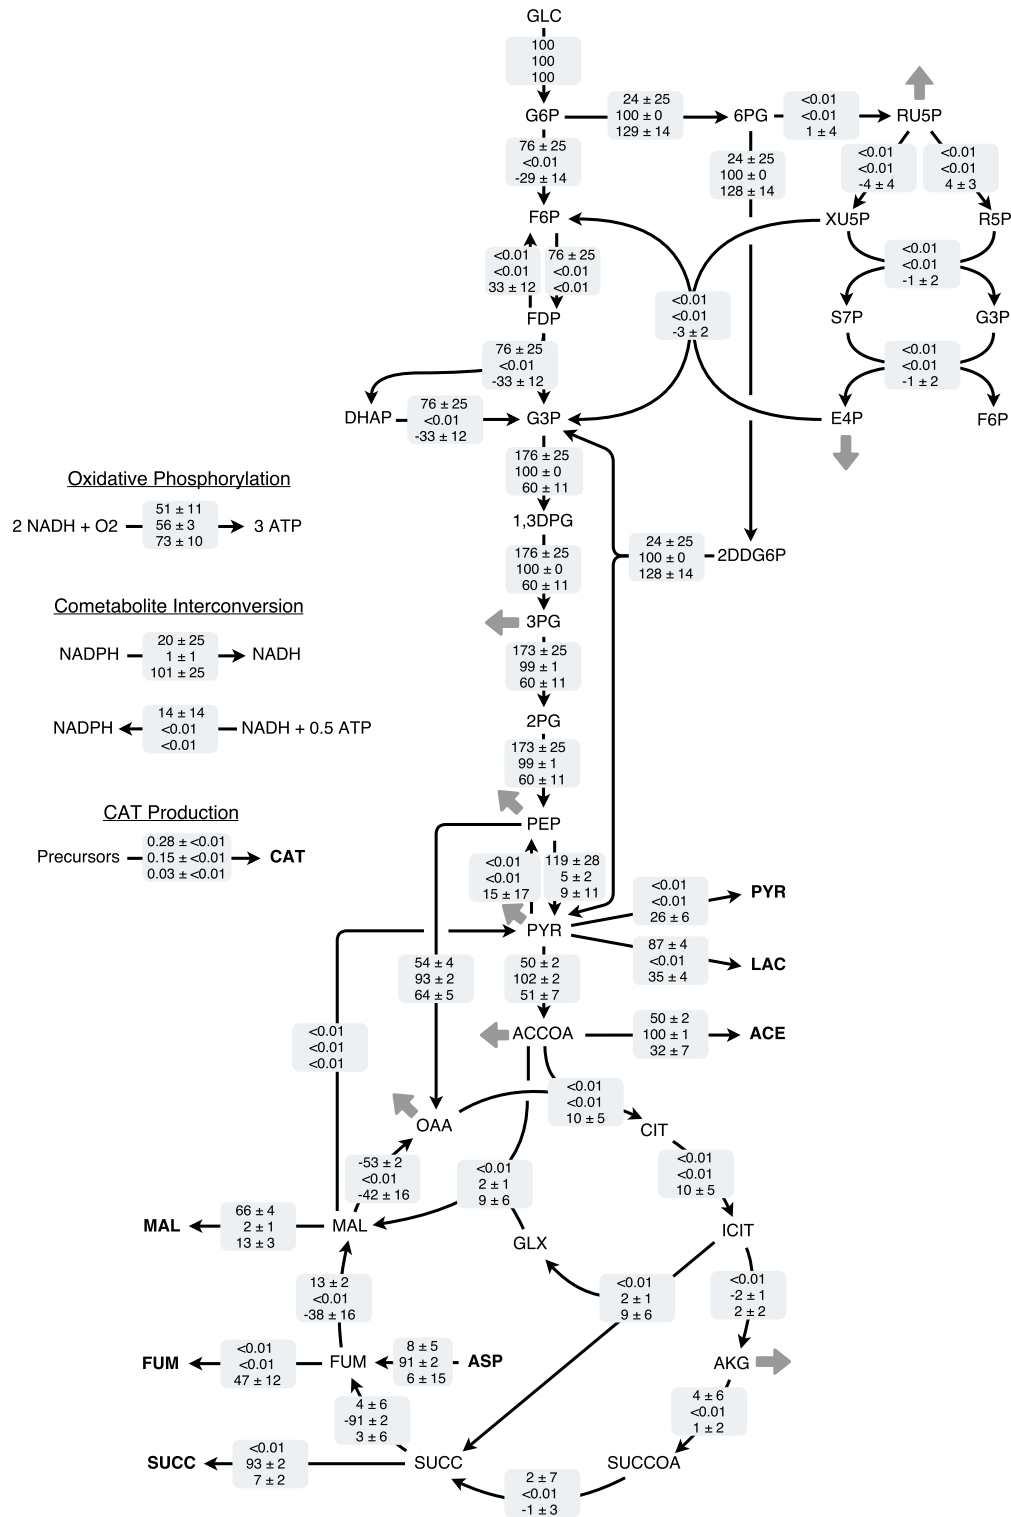 GLC
100
100
100
G6P
24 ± 25
100 ± 0
129 ± 14
6PG
<0.01
<0.01
1 ± 4
RU5P
76 ± 25
<0.01
-29 ± 14
24 ± 25
100 ± 0
128 ± 14
<0.01
<0.01
-4 ± 4
<0.01
<0.01
4 ± 3
F6P
XU5P
R5P
<0.01
<0.01
33 ± 12
76 ± 25
<0.01
<0.01
<0.01
<0.01
-1 ± 2
FDP
<0.01
<0.01
-3 ± 2
S7P
G3P
76 ± 25
<0.01
-33 ± 12
<0.01
<0.01
-1 ± 2
DHAP
76 ± 25
<0.01
-33 ± 12
G3P
E4P
F6P
176 ± 25
100 ± 0
60 ± 11
Oxidative Phosphorylation
2 NADH + O2
51 ± 11
56 ± 3
73 ± 10
3 ATP
1,3DPG
176 ± 25
100 ± 0
60 ± 11
24 ± 25
100 ± 0
128 ± 14
2DDG6P
Cometabolite Interconversion
3PG
NADPH
20 ± 25
1 ± 1
101 ± 25
NADH
173 ± 25
99 ± 1
60 ± 11
NADPH
14 ± 14
<0.01
<0.01
NADH + 0.5 ATP
2PG
173 ± 25
99 ± 1
60 ± 11
CAT Production
Precursors
0.28 ± <0.01
0.15 ± <0.01
0.03 ± <0.01
CAT
PEP
<0.01
<0.01
15 ± 17
119 ± 28
5 ± 2
9 ± 11
<0.01
<0.01
26 ± 6
PYR
PYR
87 ± 4
<0.01
35 ± 4
LAC
54 ± 4
93 ± 2
64 ± 5
50 ± 2
102 ± 2
51 ± 7
<0.01
<0.01
<0.01
ACCOA
50 ± 2
100 ± 1
32 ± 7
ACE
OAA
<0.01
<0.01
10 ± 5
CIT
-53 ± 2
<0.01
-42 ± 16
<0.01
2 ± 1
9 ± 6
<0.01
<0.01
10 ± 5
MAL
66 ± 4
2 ± 1
13 ± 3
MAL
GLX
ICIT
13 ± 2
<0.01
-38 ± 16
<0.01
2 ± 1
9 ± 6
<0.01
-2 ± 1
2 ± 2
FUM
<0.01
<0.01
47 ± 12
FUM
8 ± 5
91 ± 2
6 ± 15
ASP
AKG
4 ± 6
-91 ± 2
3 ± 6
4 ± 6
<0.01
1 ± 2
SUCC
<0.01
93 ± 2
7 ± 2
SUCC
SUCCOA
2 ± 7
<0.01
-1 ± 3